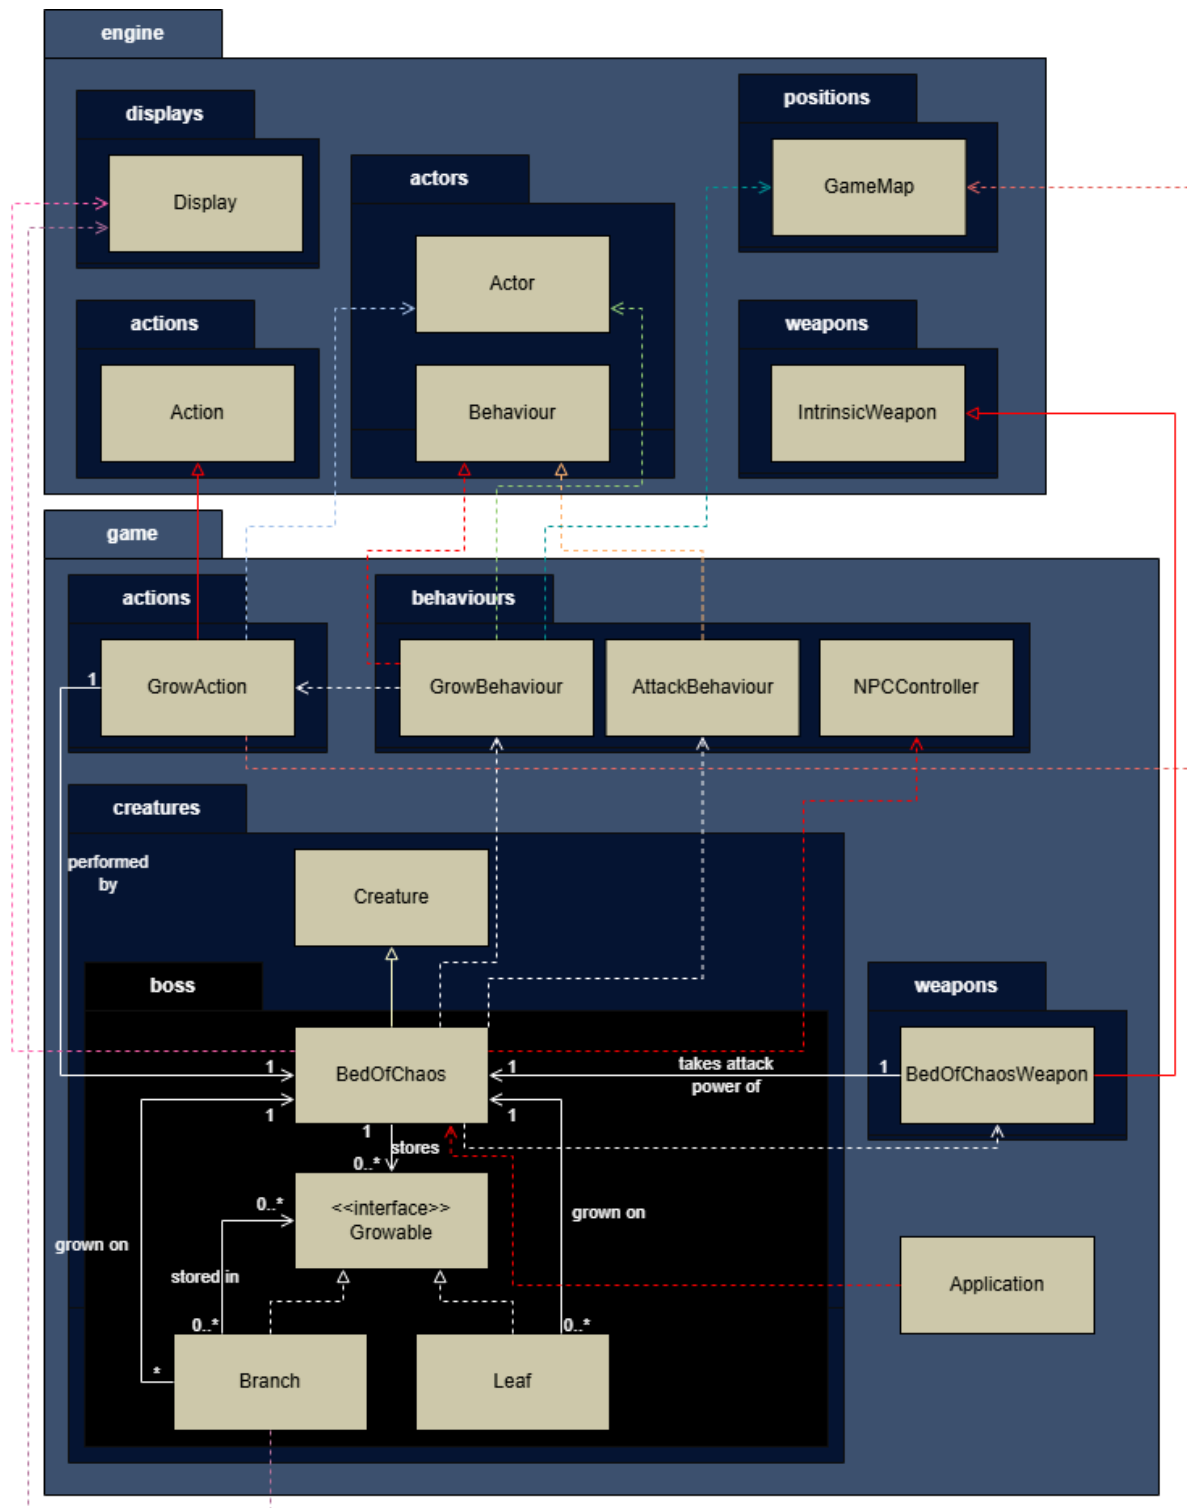 engine
displays
positions
Display
actors
GameMap
Actor
actions
weapons
Action
Behaviour
IntrinsicWeapon
game
actions
behaviours
GrowAction
GrowBehaviour
AttackBehaviour
NPCController
1
creatures
performed
by
Creature
boss
weapons
BedOfChaos
BedOfChaosWeapon
1
1
takes attack
power of
1
1
1
1
stores
0..*
<<interface>>
Growable
0..*
grown on
grown on
stored in
Application
0..*
0..*
*
Branch
Leaf